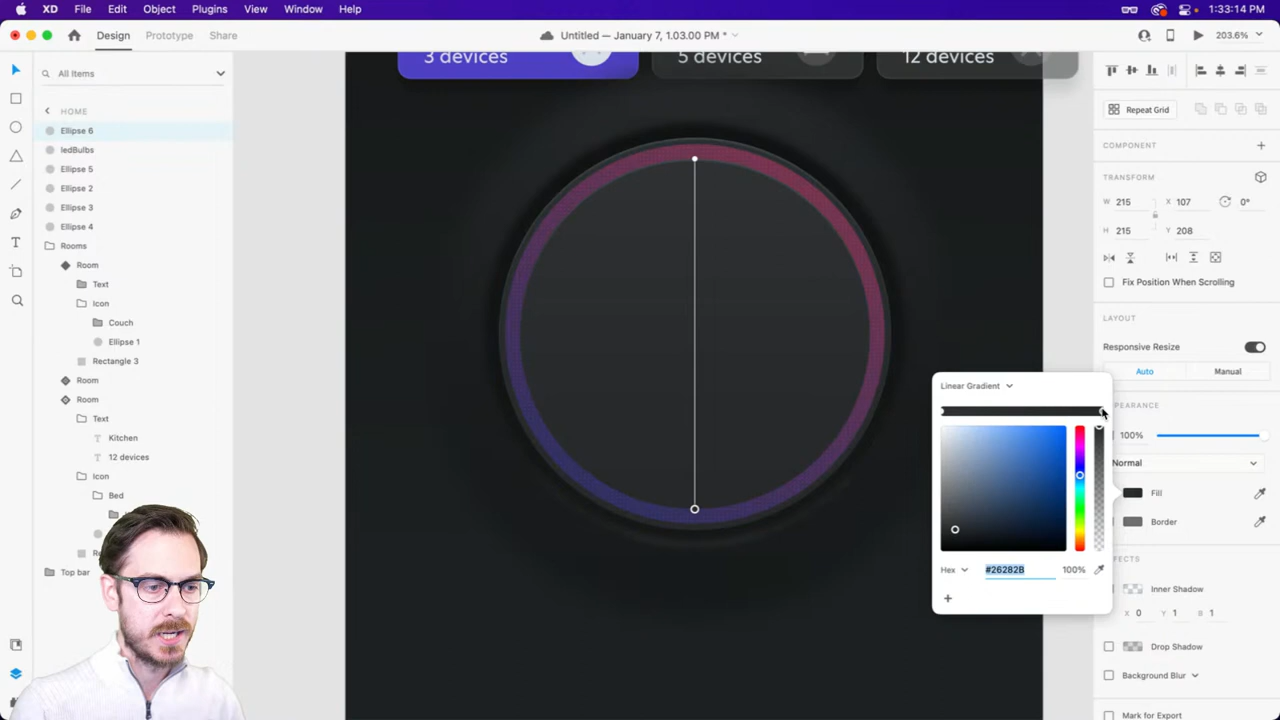 XD File Edit Object Plugins View Window Help 1:33:14 PM
Design Prototype Share Untitled — January 7, 1.03.00 PM * 203.6%
All Items
HOME
Ellipse 6
ledBulbs
Ellipse 5
Ellipse 2
Ellipse 3
Ellipse 4
Rooms
Room
Text
Icon
Couch
Ellipse 1
Rectangle 3
Room
Room
Text
Kitchen
12 devices
Icon
Bed
Top bar
3 devices 5 devices 12 devices
Repeat Grid
COMPONENT
TRANSFORM
W 215 X 107 0°
H 215 Y 208
Fix Position When Scrolling
LAYOUT
Responsive Resize
Auto Manual
PEARANCE
100%
Normal
Fill
Border
FFECTS
Inner Shadow
X 0 Y 1 B 1
Drop Shadow
Background Blur
Mark for Export
Linear Gradient
Hex #26282B 100%